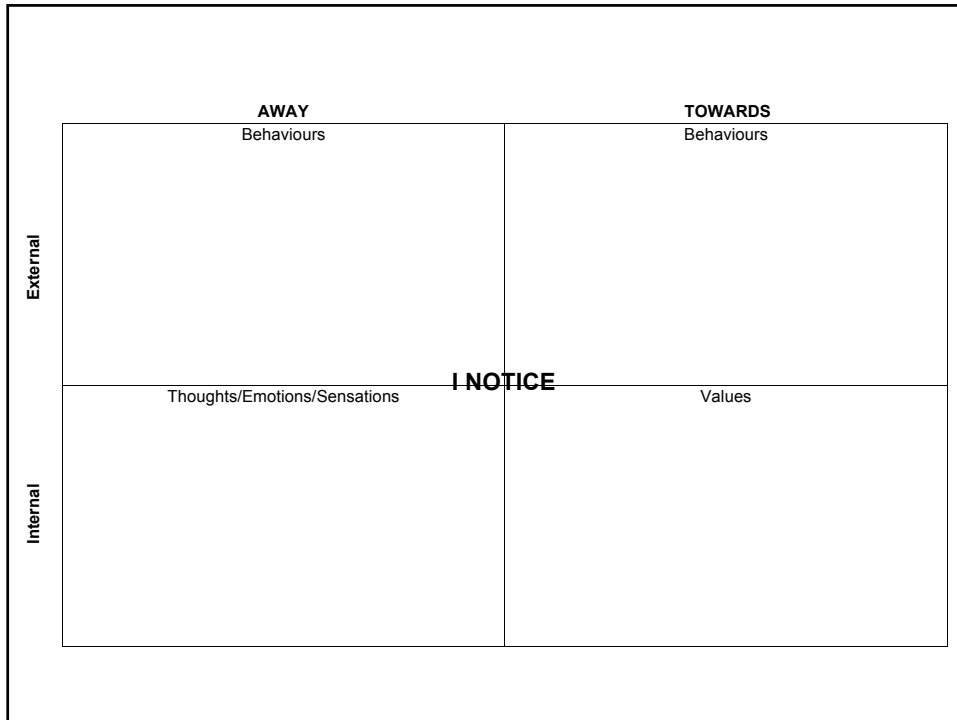 AWAY TOWARDS
Behaviours Behaviours
External
I NOTICE
Thoughts/Emotions/Sensations Values
Internal